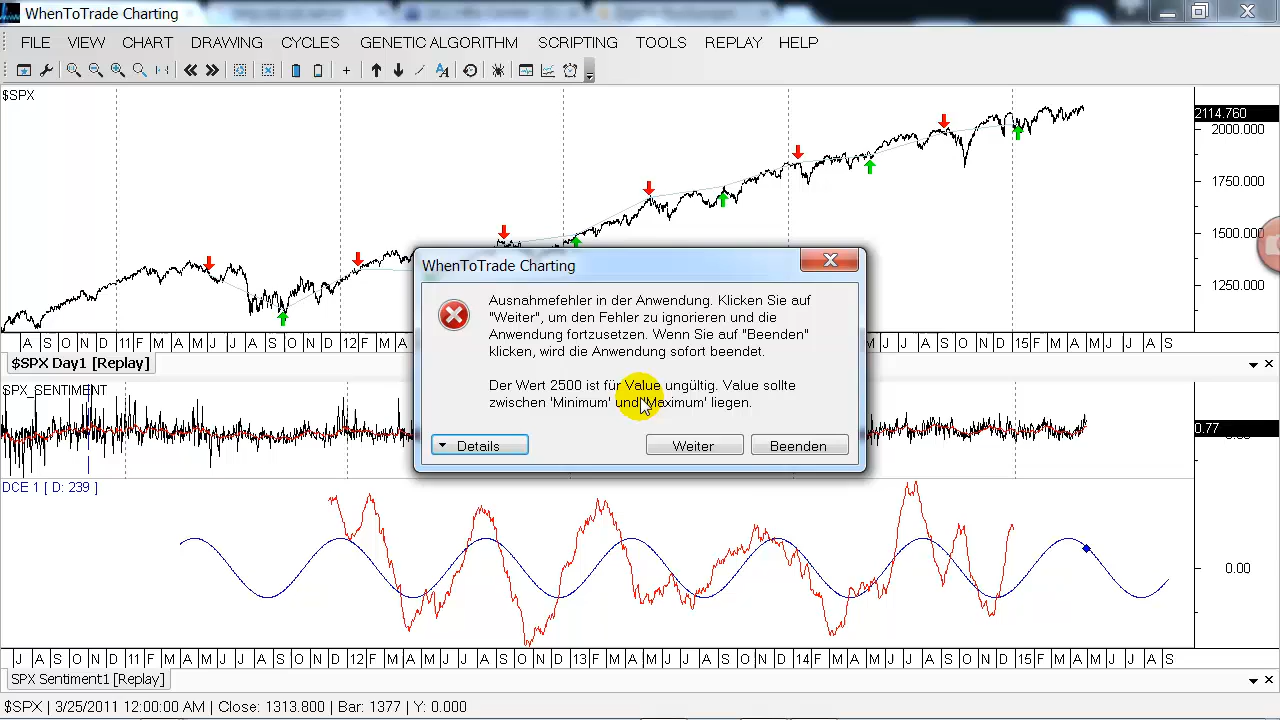 WhenToTrade Charting
FILE VIEW CHART DRAWING CYCLES GENETIC ALGORITHM SCRIPTING TOOLS REPLAY HELP
$SPX
2114.760
2000.000
1750.000
1500.000
1250.000
WhenToTrade Charting
Ausnahmefehler in der Anwendung. Klicken Sie auf
"Weiter", um den Fehler zu ignorieren und die
Anwendung fortzusetzen. Wenn Sie auf "Beenden"
klicken, wird die Anwendung sofort beendet.
Der Wert 2500 ist für Value ungültig. Value sollte
zwischen 'Minimum' und 'Maximum' liegen.
Details Weiter Beenden
A S O N D 11 F M A M J J A S O N D 12 F M A M J J A S O N D 15 F M A M J J A S
$SPX Day1 [Replay]
SPX_SENTIMENT
0.77
DCE 1 [ D: 239 ]
0.00
J A S O N D 11 F M A M J J A S O N D 12 F M A M J J A S O N D 13 F M A M J J A S O N D 14 F M A M J J A S O N D 15 F M A M J J A S
SPX Sentiment1 [Replay]
$SPX | 3/25/2011 12:00:00 AM | Close: 1313.800 | Bar: 1377 | Y: 0.000